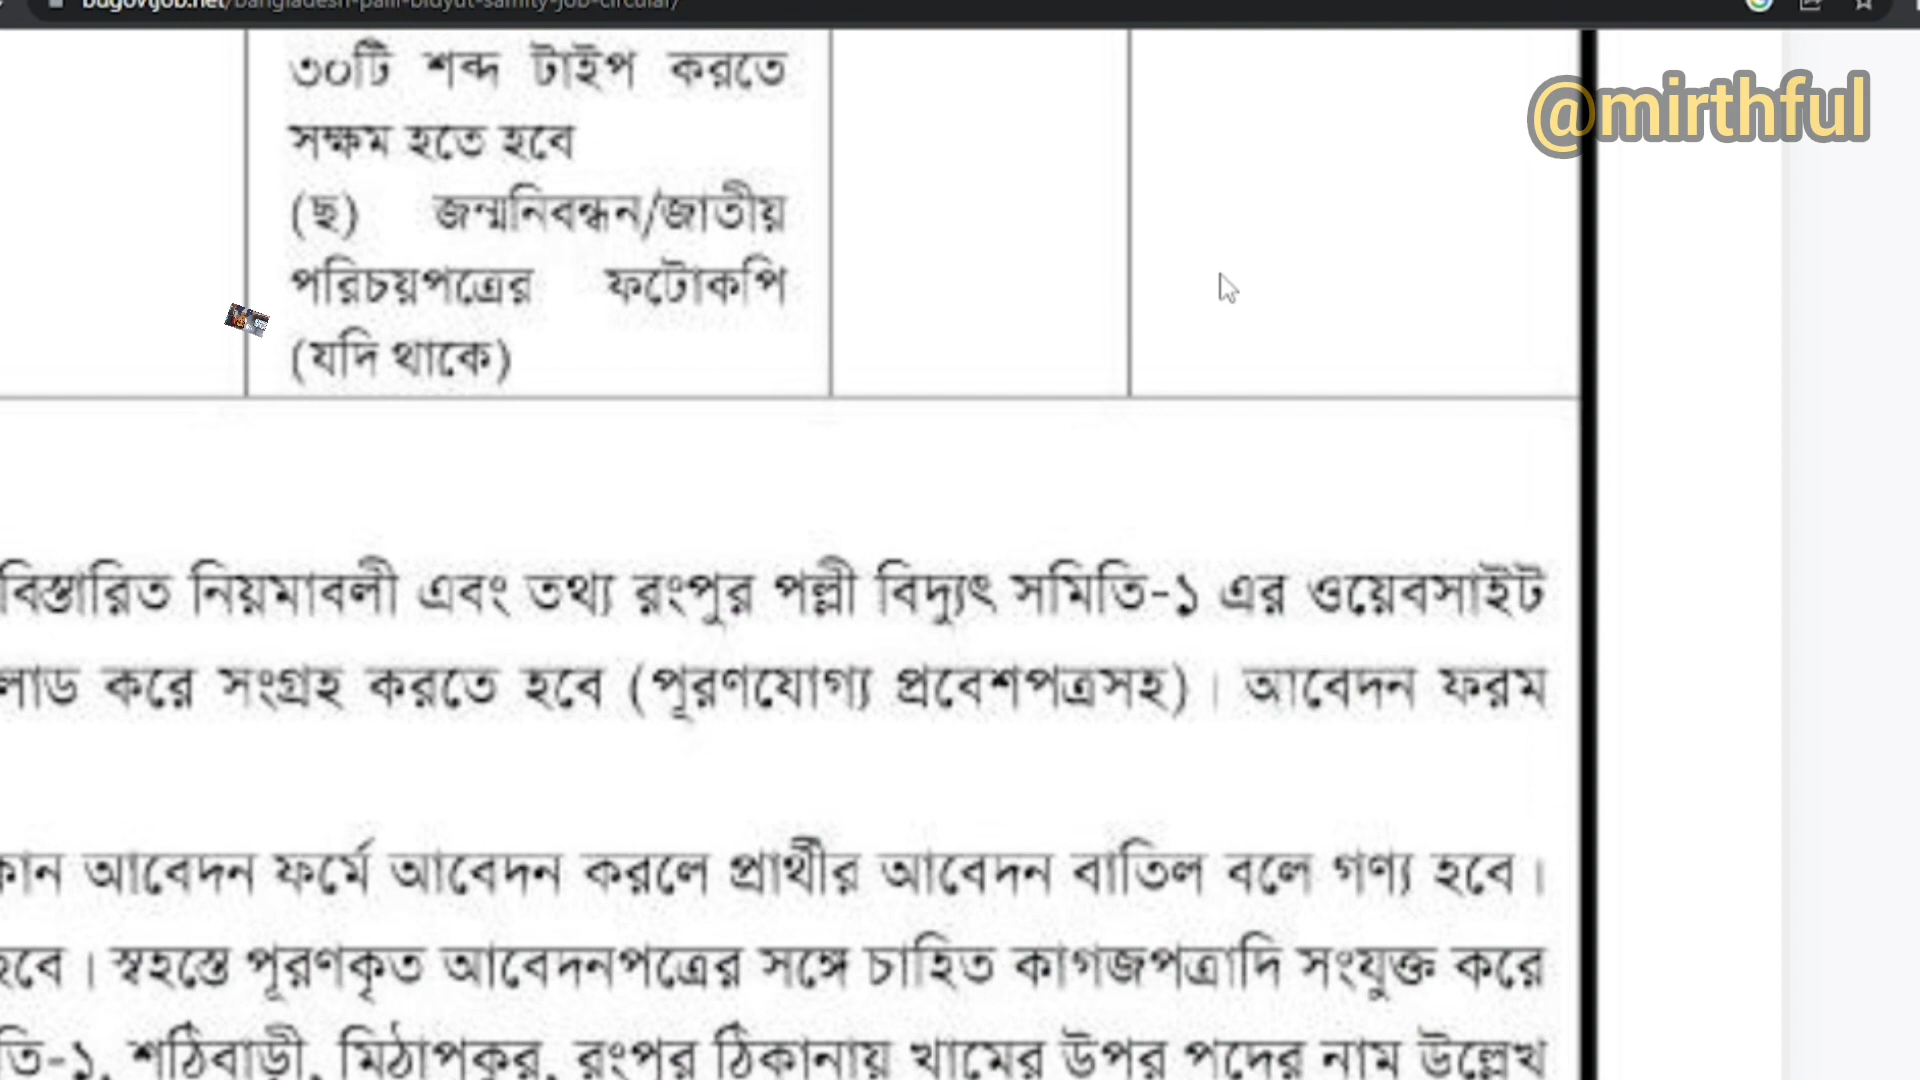 bdgovtjob.net/bangladesh-palli-bidyut-samity-job-circular/
@mirthful
৩০টি শব্দ টাইপ করতে
সক্ষম হতে হবে
(ছ) জন্মনিবন্ধন/জাতীয়
পরিচয়পত্রের ফটোকপি
(যদি থাকে)
বিস্তারিত নিয়মাবলী এবং তথ্য রংপুর পল্লী বিদ্যুৎ সমিতি-১ এর ওয়েবসাইট
লোড করে সংগ্রহ করতে হবে (পূরণযোগ্য প্রবেশপত্রসহ)। আবেদন ফরম
কোন আবেদন ফর্মে আবেদন করলে প্রার্থীর আবেদন বাতিল বলে গণ্য হবে।
হবে। স্বহস্তে পূরণকৃত আবেদনপত্রের সঙ্গে চাহিত কাগজপত্রাদি সংযুক্ত করে
তি-১, শঠিবাড়ী, মিঠাপুকুর, রংপুর ঠিকানায় খামের উপর পদের নাম উল্লেখ